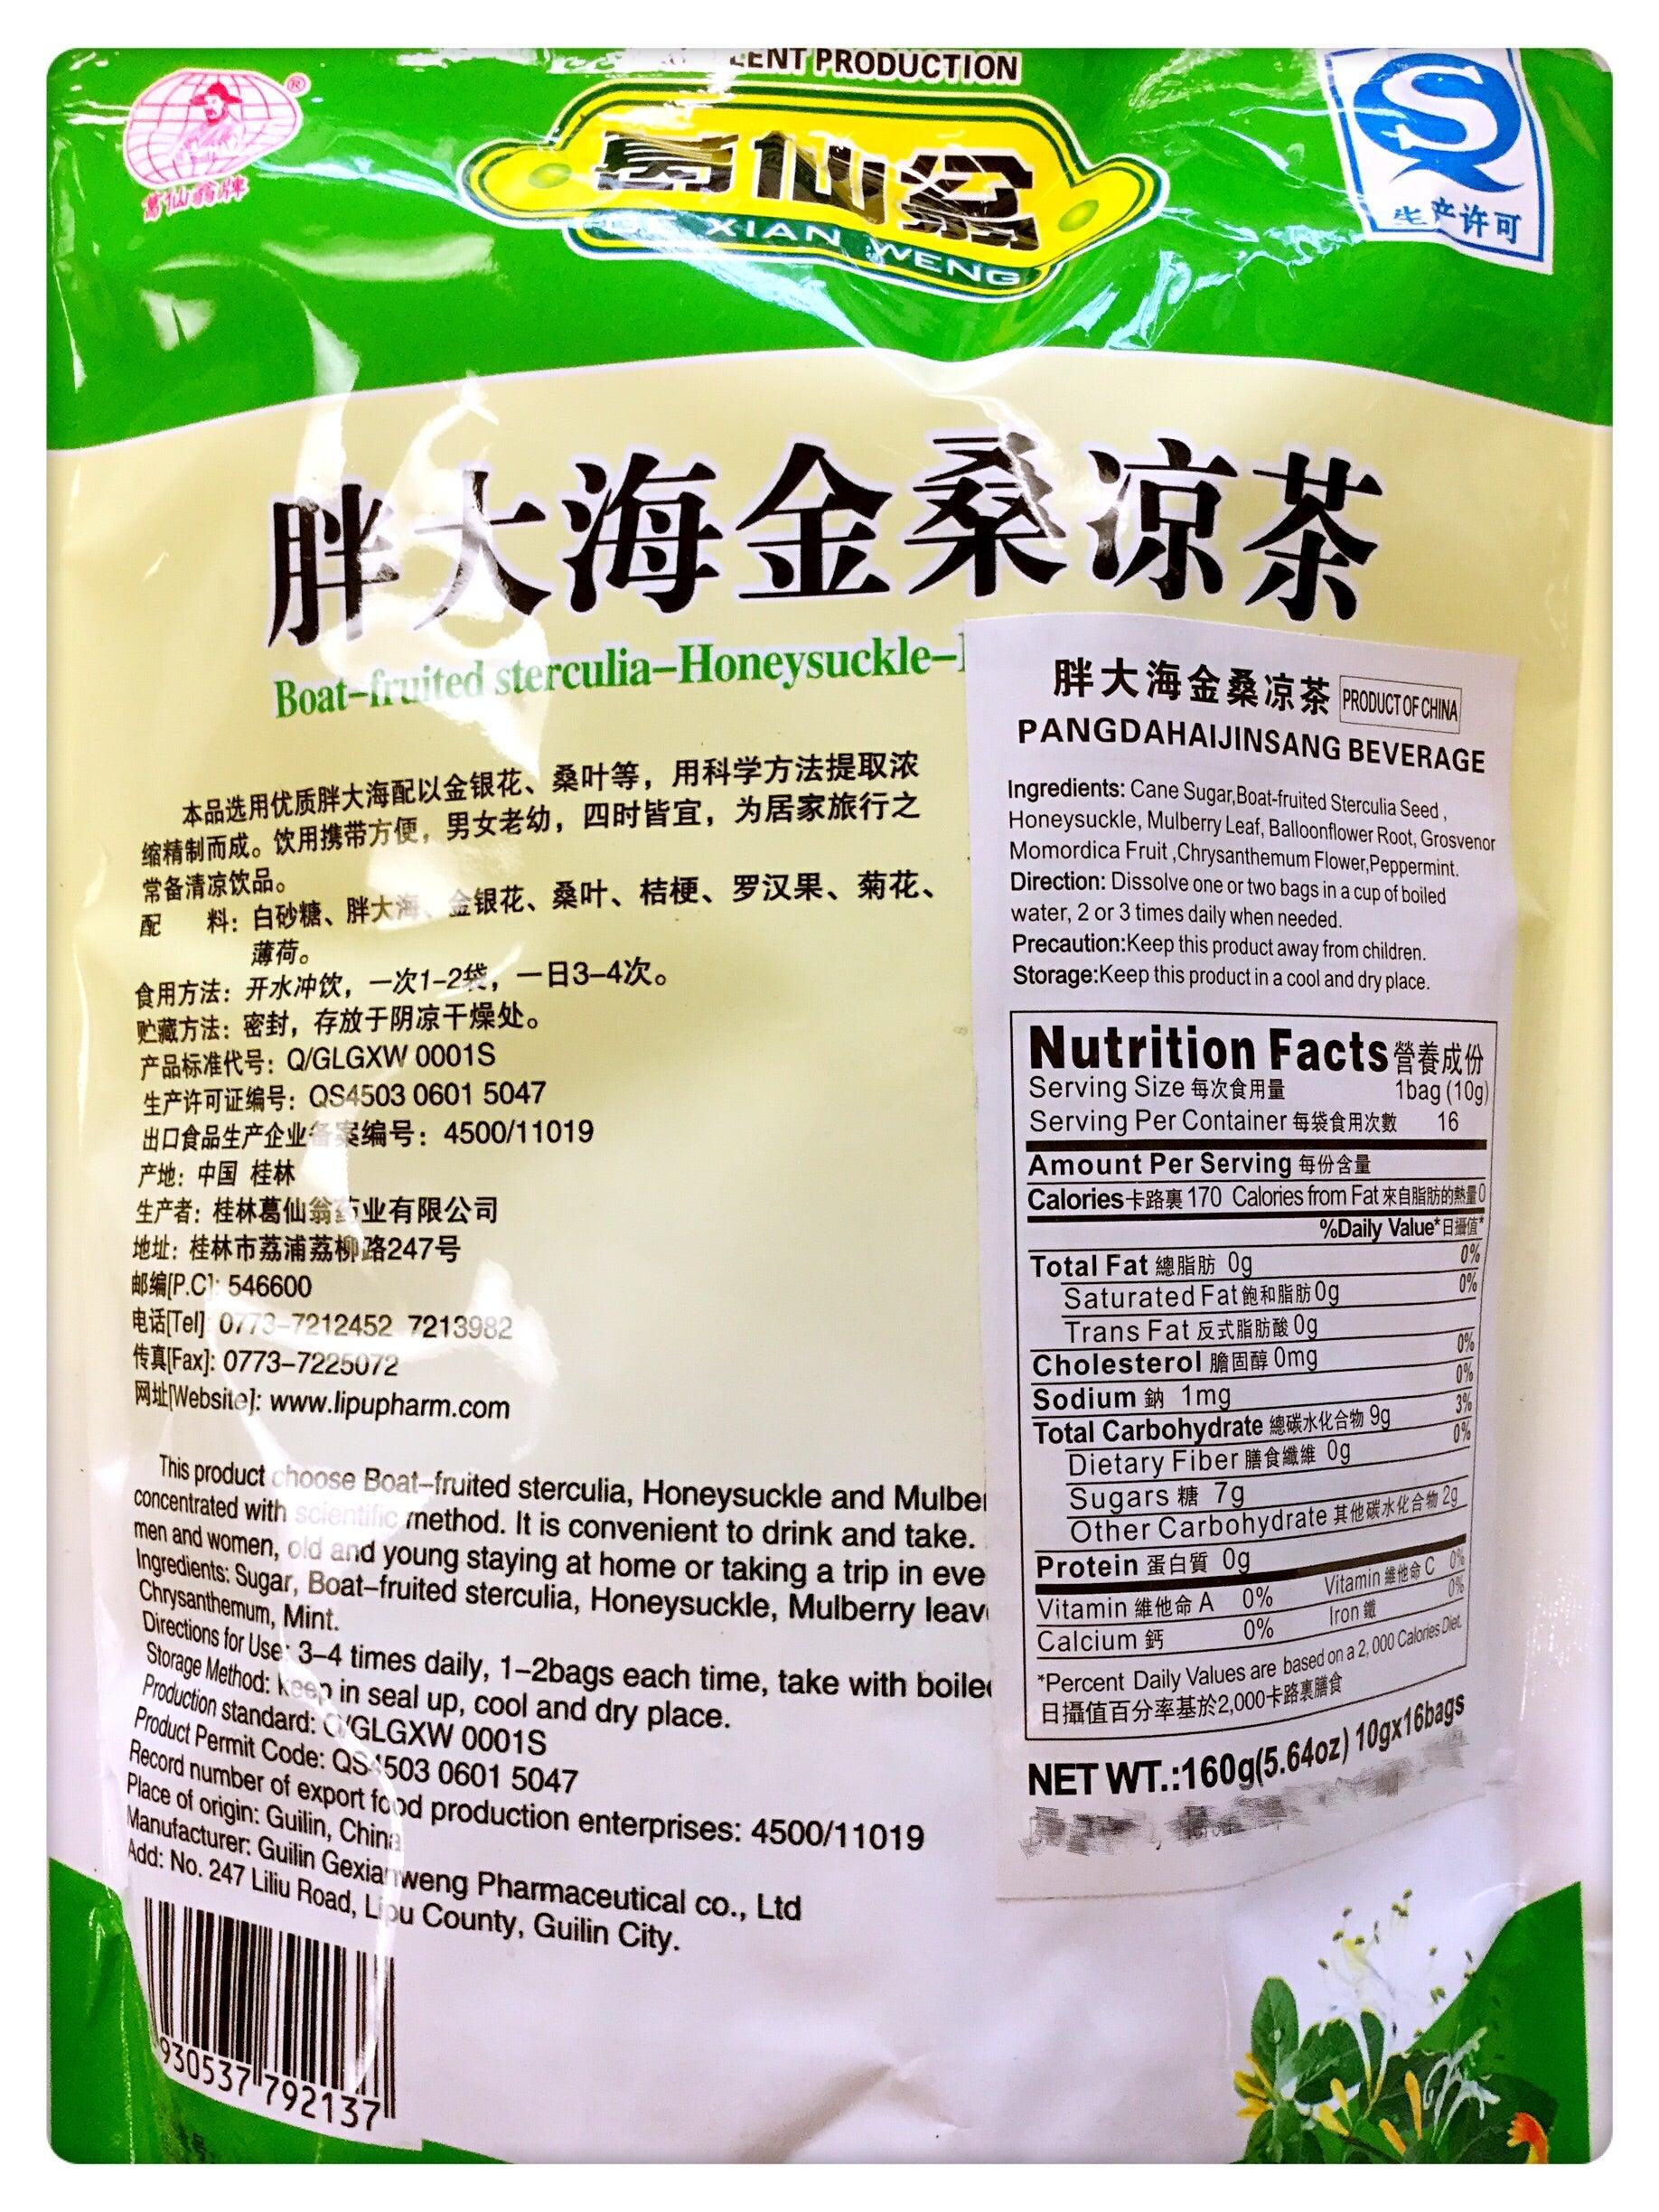 LENT PRODUCTION
®
葛仙翁牌
葛仙翁
XIAN WENG
QS
生产许可
胖大海金桑凉茶
Boat-fruited sterculia-Honeysuckle-
本品选用优质胖大海配以金银花、桑叶等，用科学方法提取浓
缩精制而成。饮用携带方便，男女老幼，四时皆宜，为居家旅行之
常备清凉饮品。
配 料：白砂糖、胖大海、金银花、桑叶、桔梗、罗汉果、菊花、
薄荷。
食用方法：开水冲饮，一次1-2袋，一日3-4次。
贮藏方法：密封，存放于阴凉干燥处。
产品标准代号：Q/GLGXW 0001S
生产许可证编号：QS4503 0601 5047
出口食品生产企业备案编号：4500/11019
产地：中国 桂林
生产者：桂林葛仙翁药业有限公司
地址：桂林市荔浦荔柳路247号
邮编[P.C]: 546600
电话[Tel] 0773-7212452 7213982
传真[Fax]: 0773-7225072
网址[Website]: www.lipupharm.com
This product choose Boat-fruited sterculia, Honeysuckle and Mulber
concentrated with scientific method. It is convenient to drink and take.
men and women, old and young staying at home or taking a trip in eve
Ingredients: Sugar, Boat-fruited sterculia, Honeysuckle, Mulberry leav
Chrysanthemum, Mint.
Directions for Use: 3-4 times daily, 1-2bags each time, take with boile
Storage Method: keep in seal up, cool and dry place.
Production standard: Q/GLGXW 0001S
Product Permit Code: QS4503 0601 5047
Record number of export food production enterprises: 4500/11019
Place of origin: Guilin, China
Manufacturer: Guilin Gexianweng Pharmaceutical co., Ltd
Add: No. 247 Liliu Road, Lipu County, Guilin City.
930537 792137
胖大海金桑凉茶 PRODUCT OF CHINA
PANGDAHAIJINSANG BEVERAGE
Ingredients: Cane Sugar,Boat-fruited Sterculia Seed ,
Honeysuckle, Mulberry Leaf, Balloonflower Root, Grosvenor
Momordica Fruit ,Chrysanthemum Flower,Peppermint.
Direction: Dissolve one or two bags in a cup of boiled
water, 2 or 3 times daily when needed.
Precaution:Keep this product away from children.
Storage:Keep this product in a cool and dry place.
Nutrition Facts 營養成份
Serving Size 每次食用量 1bag (10g)
Serving Per Container 每袋食用次數 16
Amount Per Serving 每份含量
Calories 卡路裏 170 Calories from Fat 來自脂肪的熱量 0
%Daily Value* 日攝值*
Total Fat 總脂肪 0g 0%
Saturated Fat 飽和脂肪 0g 0%
Trans Fat 反式脂肪酸 0g
Cholesterol 膽固醇 0mg 0%
Sodium 鈉 1mg 0%
Total Carbohydrate 總碳水化合物 9g 3%
Dietary Fiber 膳食纖維 0g 0%
Sugars 糖 7g
Other Carbohydrate 其他碳水化合物 2g
Protein 蛋白質 0g
Vitamin 維他命 A 0% Vitamin 維他命 C 0%
Calcium 鈣 0% Iron 鐵 0%
*Percent Daily Values are based on a 2,000 Calories Diet.
日攝值百分率基於2,000卡路裏膳食
NET WT.:160g(5.64oz) 10gx16bags